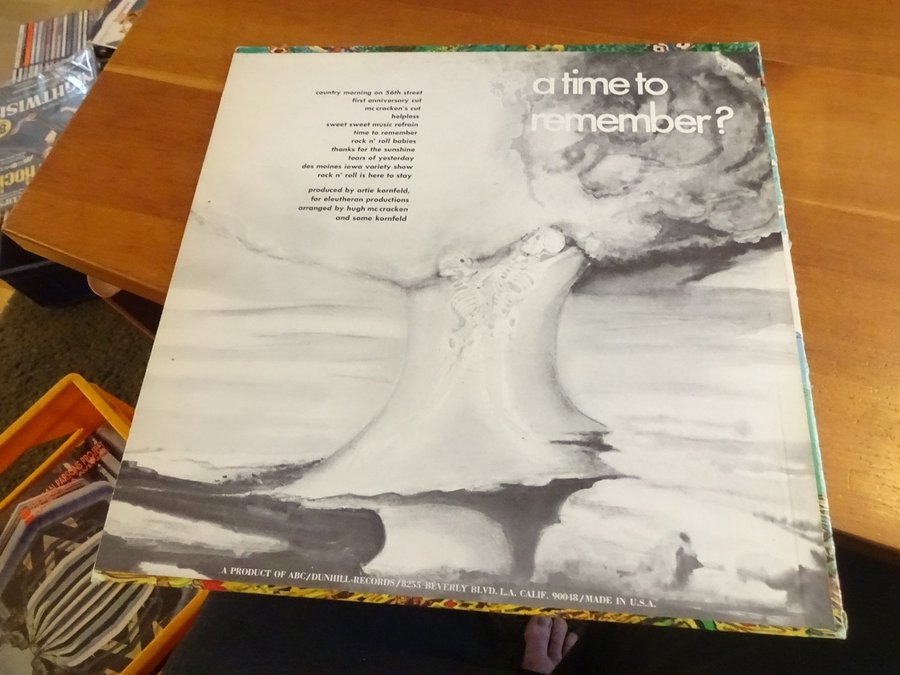 a time to
remember?
country morning on 56th street
first anniversary cut
mc cracken's cut
helpless
sweet sweet music refrain
time to remember
rock n' roll babies
thanks for the sunshine
tears of yesterday
des moines iowa variety show
rock n' roll is here to stay
produced by artie kornfeld,
for eleutheran productions
arranged by hugh mc cracken
and some kornfeld
A PRODUCT OF ABC/DUNHILL-RECORDS/8255 BEVERLY BLVD. L.A. CALIF. 90048/MADE IN U.S.A.